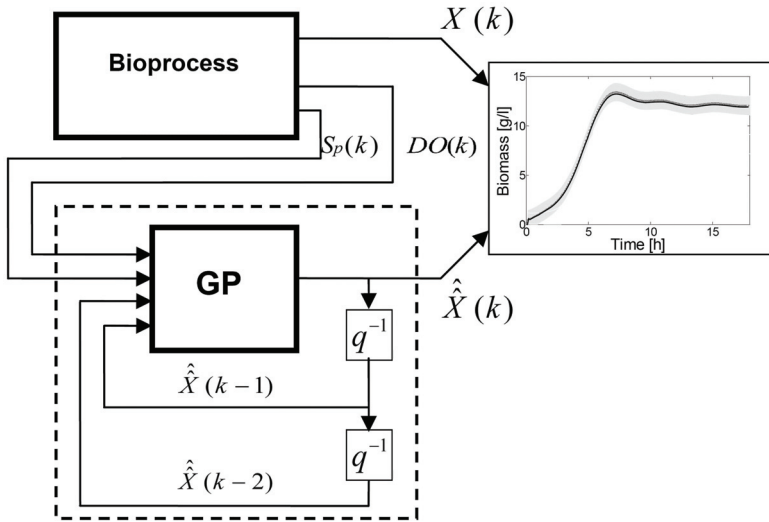 X (k)
Bioprocess
Sp(k)
DO(k)
15
10
5
0
Biomass [g/l]
0
5
10
15
Time [h]
GP
X̂̂ (k)
q⁻¹
X̂̂ (k−1)
q⁻¹
X̂̂ (k−2)